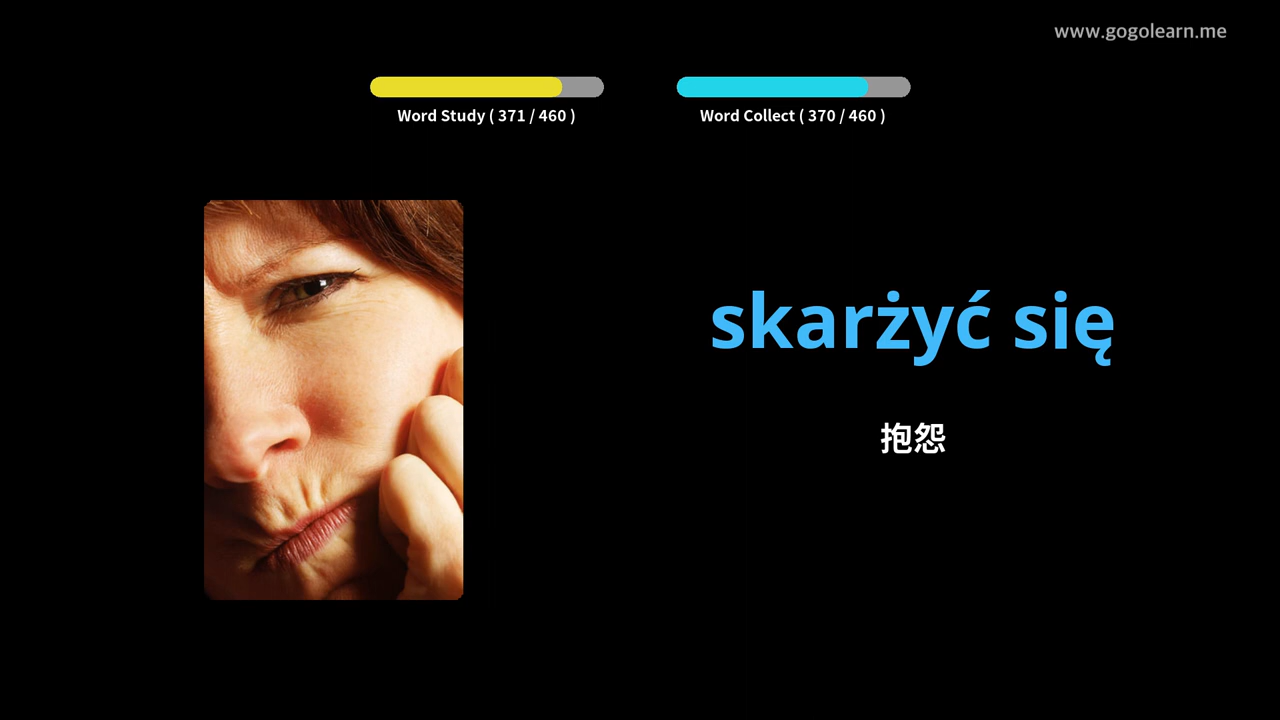 www.gogolearn.me
Word Study ( 371 / 460 )
Word Collect ( 370 / 460 )
skarżyć się
抱怨